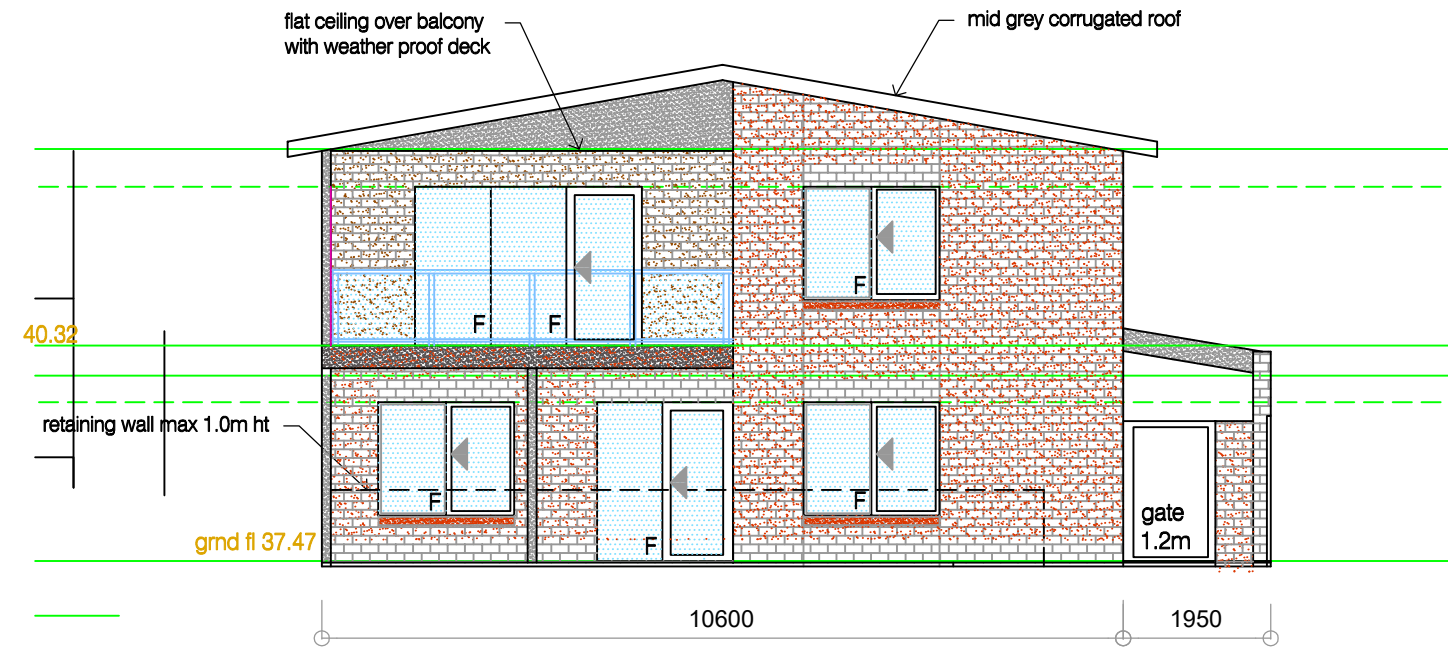 flat ceiling over balcony
with weather proof deck
mid grey corrugated roof
F
F
F
40.32
retaining wall max 1.0m ht
F
F
F
grnd fl 37.47
gate
1.2m
10600
1950